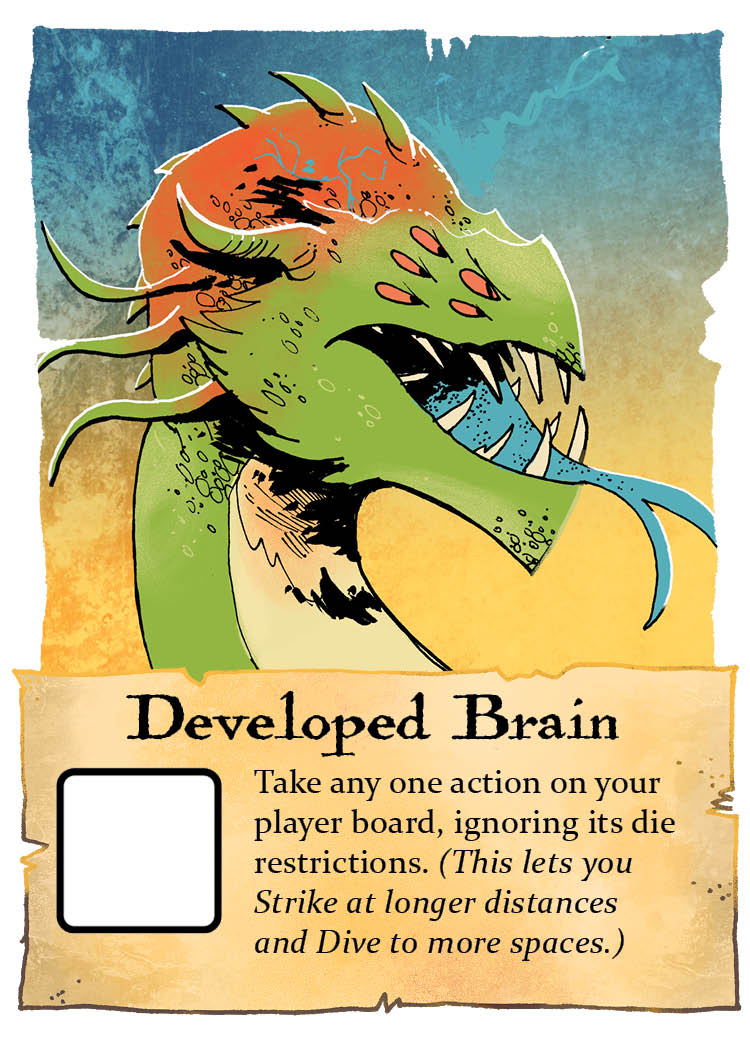 Developed Brain
Take any one action on your
player board, ignoring its die
restrictions. (This lets you
Strike at longer distances
and Dive to more spaces.)